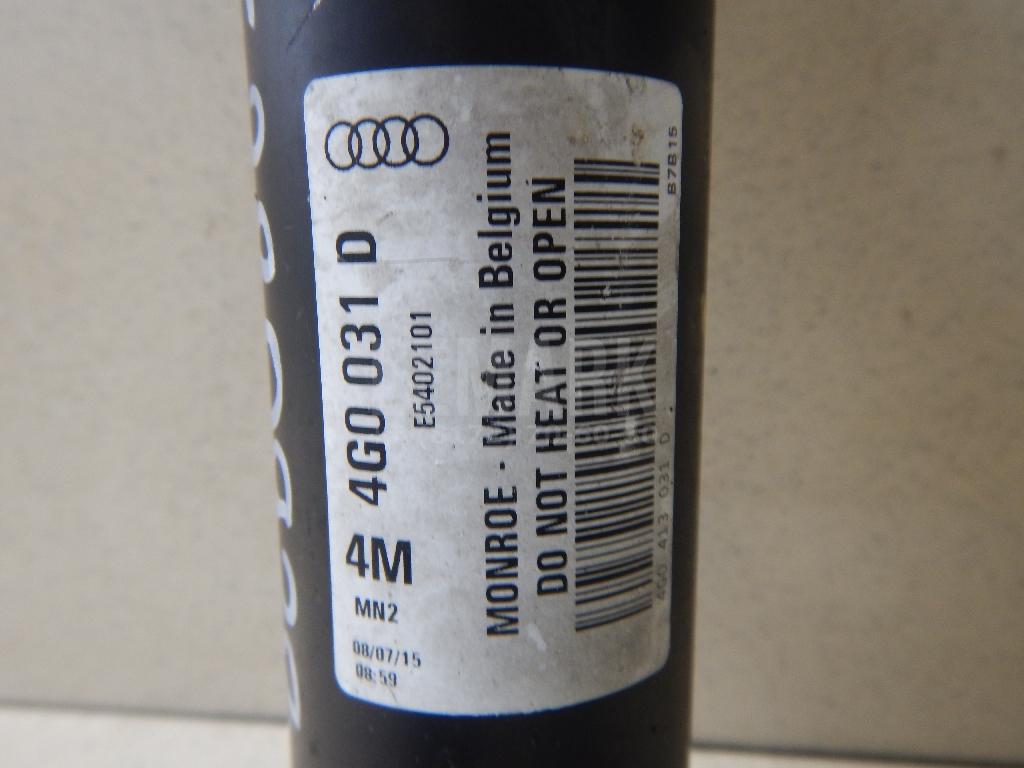 4G0 031 D
E5402101
4M
MN2
08/07/15
08:59
MONROE · Made in Belgium
DO NOT HEAT OR OPEN
4G0 413 031 D
87B15